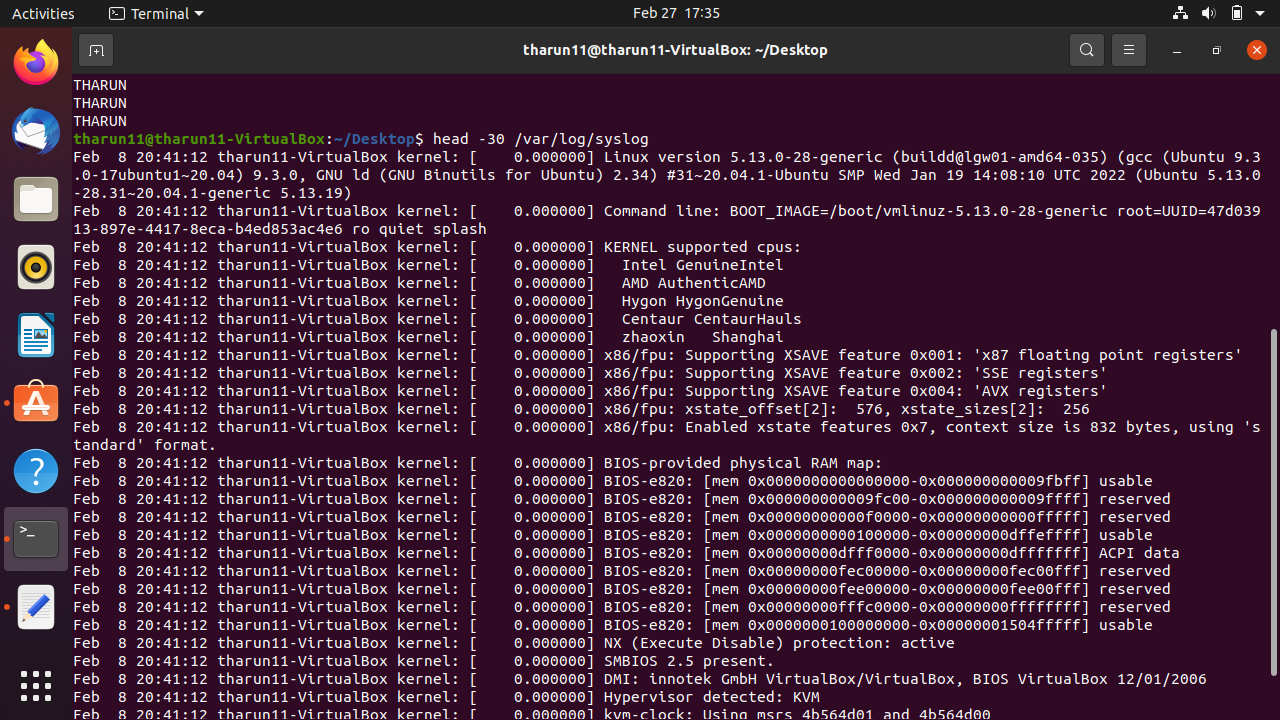 Activities
Terminal
Feb 27 17:35
tharun11@tharun11-VirtualBox: ~/Desktop
THARUN
THARUN
THARUN
tharun11@tharun11-VirtualBox:~/Desktop$ head -30 /var/log/syslog
Feb  8 20:41:12 tharun11-VirtualBox kernel: [    0.000000] Linux version 5.13.0-28-generic (buildd@lgw01-amd64-035) (gcc (Ubuntu 9.3
.0-17ubuntu1~20.04) 9.3.0, GNU ld (GNU Binutils for Ubuntu) 2.34) #31~20.04.1-Ubuntu SMP Wed Jan 19 14:08:10 UTC 2022 (Ubuntu 5.13.0
-28.31~20.04.1-generic 5.13.19)
Feb  8 20:41:12 tharun11-VirtualBox kernel: [    0.000000] Command line: BOOT_IMAGE=/boot/vmlinuz-5.13.0-28-generic root=UUID=47d039
13-897e-4417-8eca-b4ed853ac4e6 ro quiet splash
Feb  8 20:41:12 tharun11-VirtualBox kernel: [    0.000000] KERNEL supported cpus:
Feb  8 20:41:12 tharun11-VirtualBox kernel: [    0.000000]   Intel GenuineIntel
Feb  8 20:41:12 tharun11-VirtualBox kernel: [    0.000000]   AMD AuthenticAMD
Feb  8 20:41:12 tharun11-VirtualBox kernel: [    0.000000]   Hygon HygonGenuine
Feb  8 20:41:12 tharun11-VirtualBox kernel: [    0.000000]   Centaur CentaurHauls
Feb  8 20:41:12 tharun11-VirtualBox kernel: [    0.000000]   zhaoxin   Shanghai
Feb  8 20:41:12 tharun11-VirtualBox kernel: [    0.000000] x86/fpu: Supporting XSAVE feature 0x001: 'x87 floating point registers'
Feb  8 20:41:12 tharun11-VirtualBox kernel: [    0.000000] x86/fpu: Supporting XSAVE feature 0x002: 'SSE registers'
Feb  8 20:41:12 tharun11-VirtualBox kernel: [    0.000000] x86/fpu: Supporting XSAVE feature 0x004: 'AVX registers'
Feb  8 20:41:12 tharun11-VirtualBox kernel: [    0.000000] x86/fpu: xstate_offset[2]:  576, xstate_sizes[2]:  256
Feb  8 20:41:12 tharun11-VirtualBox kernel: [    0.000000] x86/fpu: Enabled xstate features 0x7, context size is 832 bytes, using 's
tandard' format.
Feb  8 20:41:12 tharun11-VirtualBox kernel: [    0.000000] BIOS-provided physical RAM map:
Feb  8 20:41:12 tharun11-VirtualBox kernel: [    0.000000] BIOS-e820: [mem 0x0000000000000000-0x000000000009fbff] usable
Feb  8 20:41:12 tharun11-VirtualBox kernel: [    0.000000] BIOS-e820: [mem 0x000000000009fc00-0x000000000009ffff] reserved
Feb  8 20:41:12 tharun11-VirtualBox kernel: [    0.000000] BIOS-e820: [mem 0x00000000000f0000-0x00000000000fffff] reserved
Feb  8 20:41:12 tharun11-VirtualBox kernel: [    0.000000] BIOS-e820: [mem 0x0000000000100000-0x00000000dffeffff] usable
Feb  8 20:41:12 tharun11-VirtualBox kernel: [    0.000000] BIOS-e820: [mem 0x00000000dfff0000-0x00000000dfffffff] ACPI data
Feb  8 20:41:12 tharun11-VirtualBox kernel: [    0.000000] BIOS-e820: [mem 0x00000000fec00000-0x00000000fec00fff] reserved
Feb  8 20:41:12 tharun11-VirtualBox kernel: [    0.000000] BIOS-e820: [mem 0x00000000fee00000-0x00000000fee00fff] reserved
Feb  8 20:41:12 tharun11-VirtualBox kernel: [    0.000000] BIOS-e820: [mem 0x00000000fffc0000-0x00000000ffffffff] reserved
Feb  8 20:41:12 tharun11-VirtualBox kernel: [    0.000000] BIOS-e820: [mem 0x0000000100000000-0x00000001504fffff] usable
Feb  8 20:41:12 tharun11-VirtualBox kernel: [    0.000000] NX (Execute Disable) protection: active
Feb  8 20:41:12 tharun11-VirtualBox kernel: [    0.000000] SMBIOS 2.5 present.
Feb  8 20:41:12 tharun11-VirtualBox kernel: [    0.000000] DMI: innotek GmbH VirtualBox/VirtualBox, BIOS VirtualBox 12/01/2006
Feb  8 20:41:12 tharun11-VirtualBox kernel: [    0.000000] Hypervisor detected: KVM
Feb  8 20:41:12 tharun11-VirtualBox kernel: [    0.000000] kvm-clock: Using msrs 4b564d01 and 4b564d00